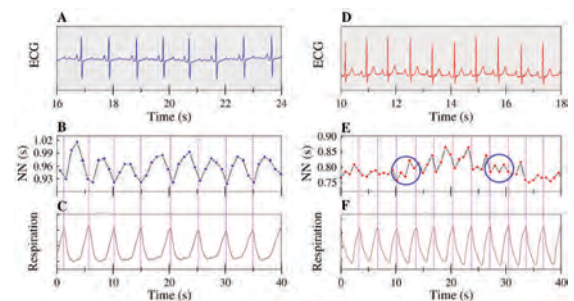 A
ECG
16 18 20 22 24
Time (s)
B
NN (s)
1.02
0.99
0.96
0.93
C
Respiration
0 10 20 30 40
Time (s)
D
ECG
10 12 14 16 18
Time (s)
E
NN (s)
0.90
0.85
0.80
0.75
F
Respiration
0 10 20 30 40
Time (s)